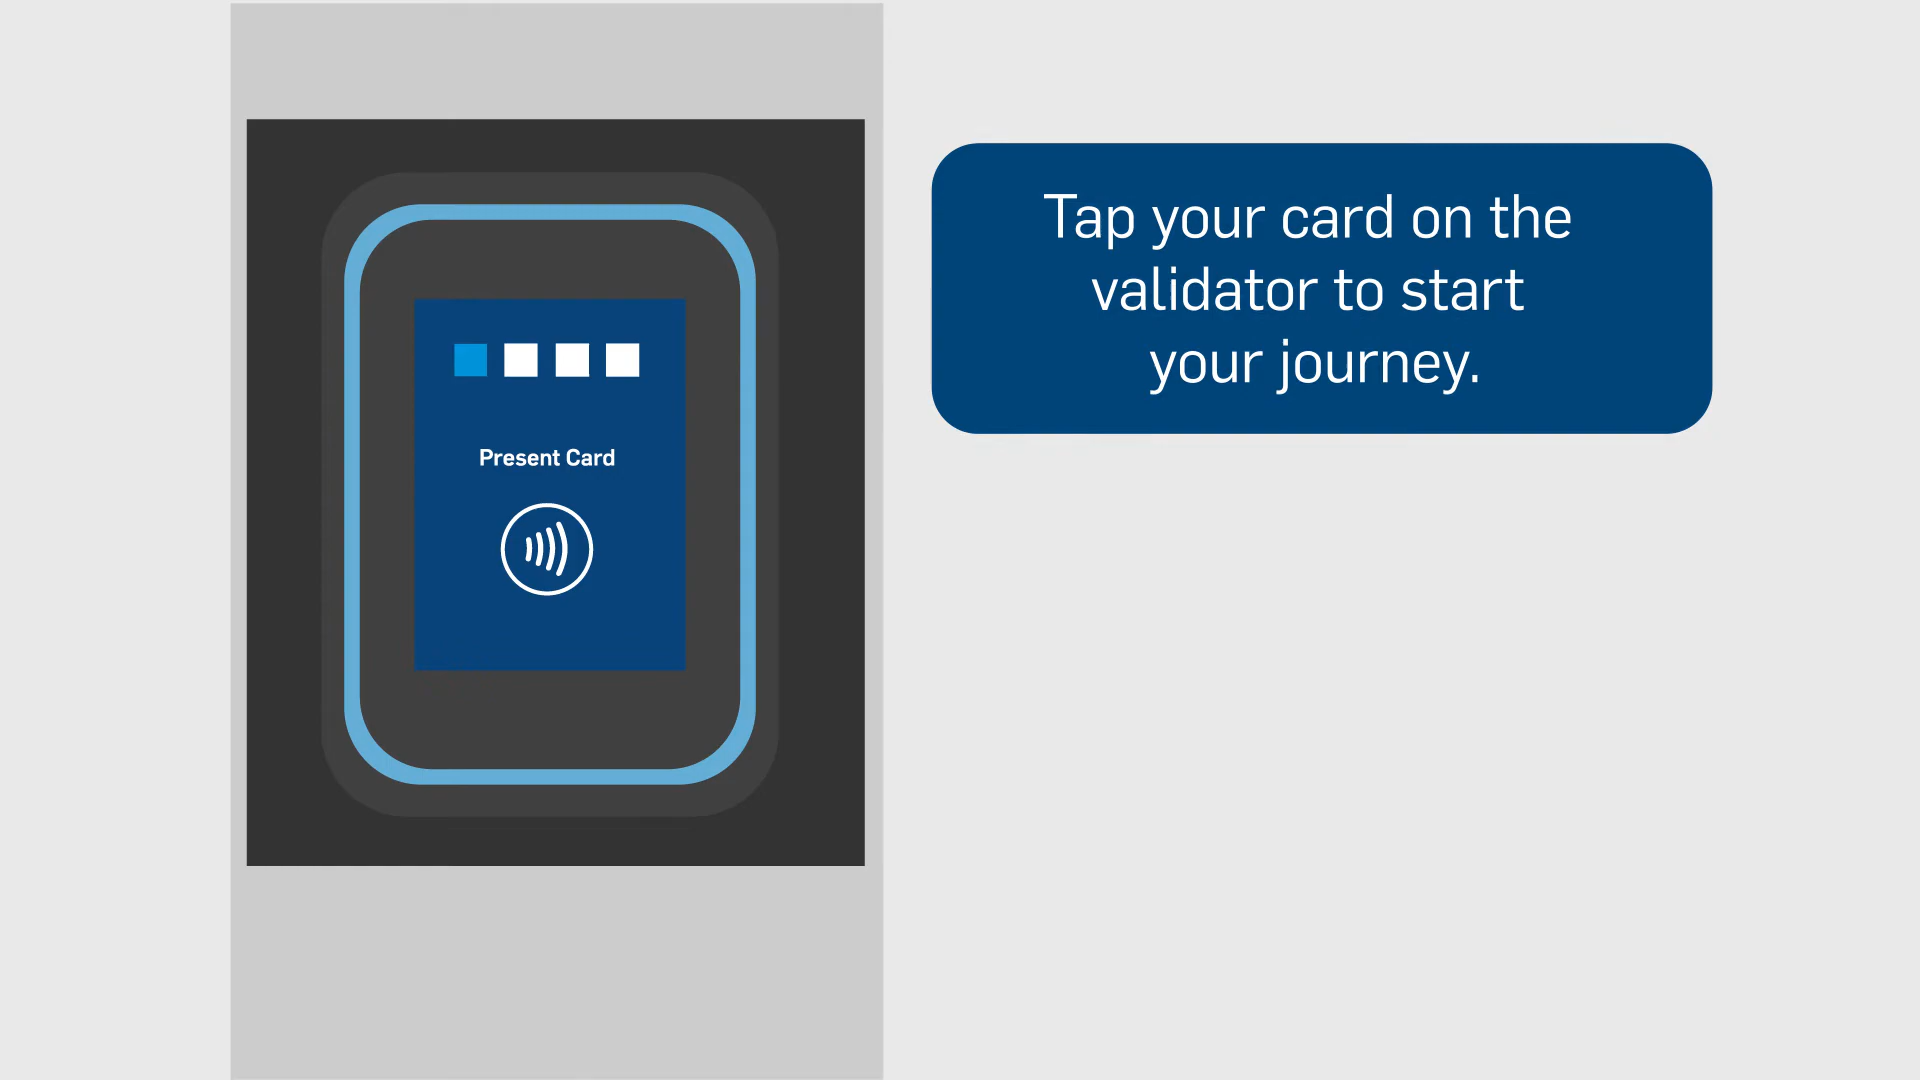 Tap your card on the
validator to start
your journey.
Present Card